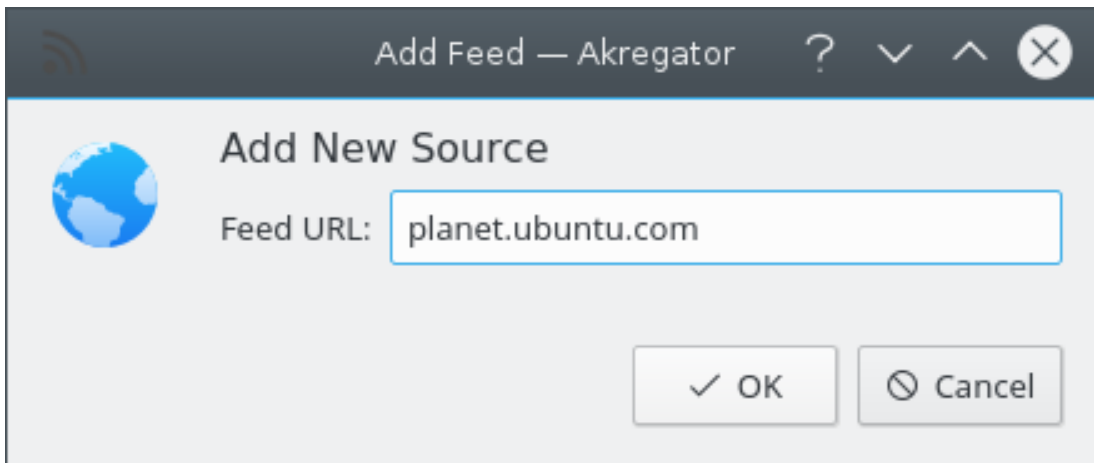 Add Feed — Akregator
Add New Source
Feed URL: planet.ubuntu.com
OK Cancel